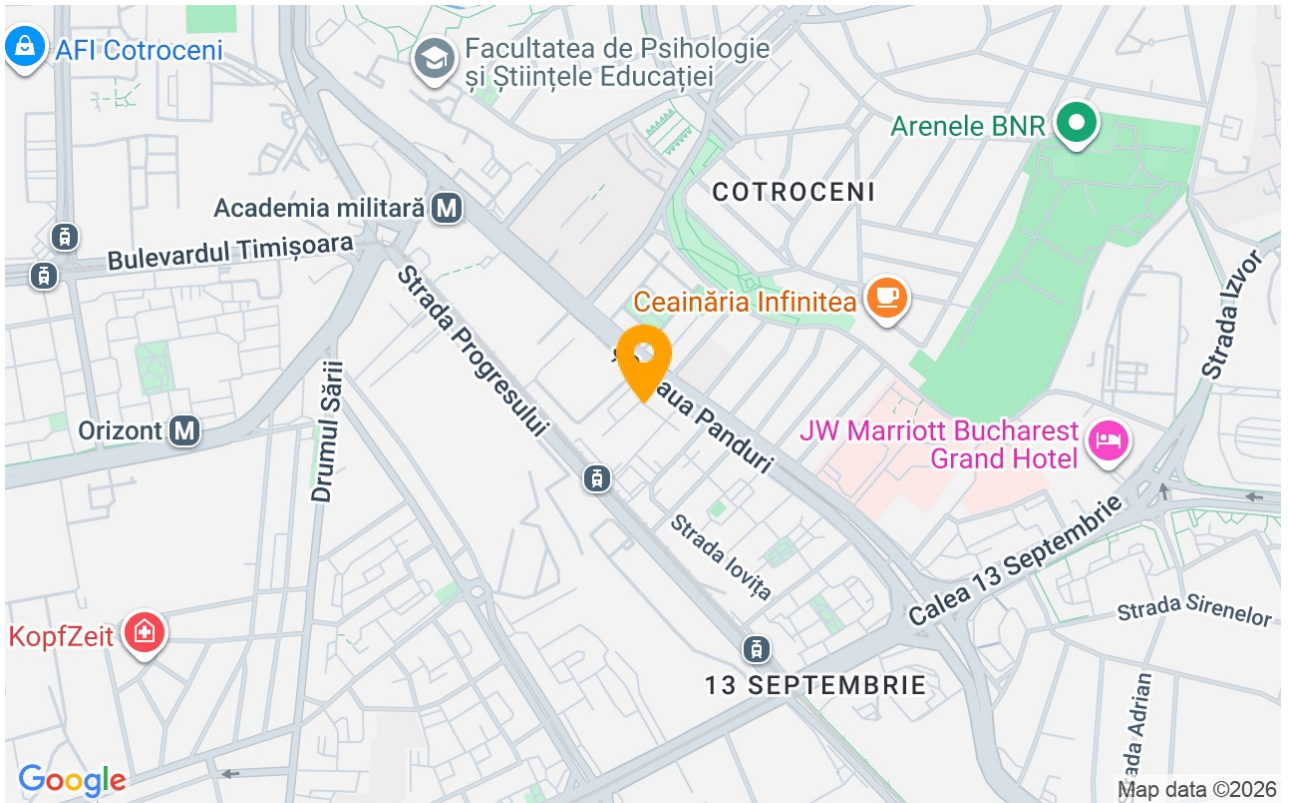 AFI Cotroceni
Facultatea de Psihologie
și Științele Educației
Arenele BNR
COTROCENI
Academia militară M
Bulevardul Timișoara
Strada Izvor
Ceainăria Infinitea
Strada Progresului
aua Panduri
Drumul Sării
Orizont M
JW Marriott Bucharest
Grand Hotel
Strada Iovița
Calea 13 Septembrie
Strada Sirenelor
KopfZeit
13 SEPTEMBRIE
ada Adrian
Google
Map data ©2026